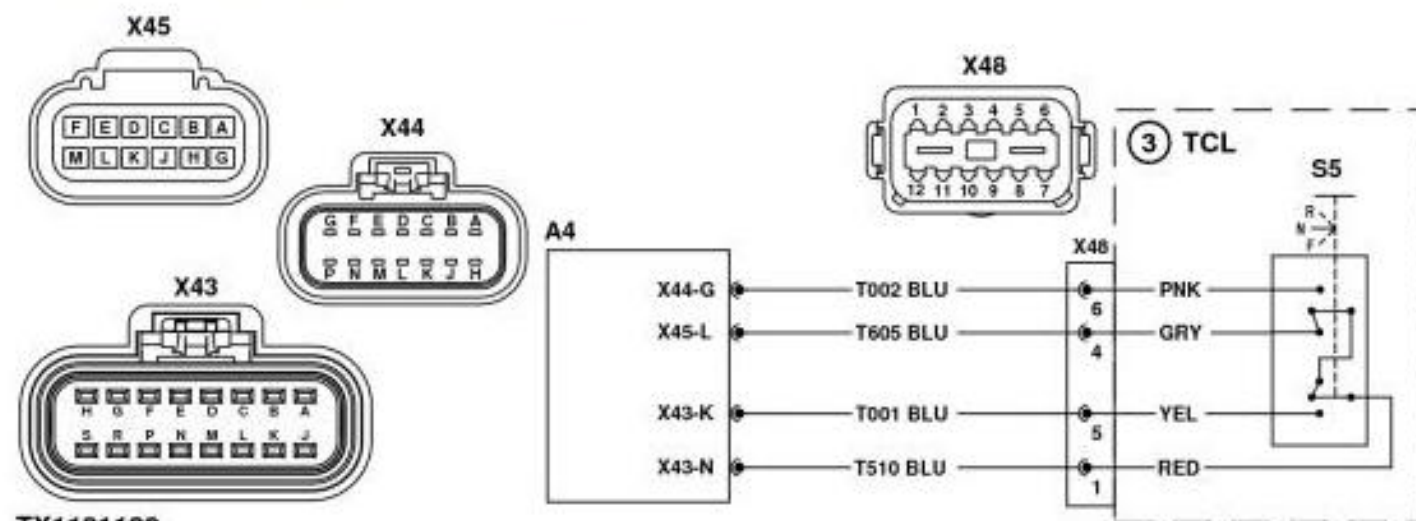 X45
F E D C B A
M L K J H G
X44
G F E D C B A
P N M L K J H
X43
H G F E D C B A
S R P N M L K J
X48
1 2 3 4 5 6
12 11 10 9 8 7
3 TCL
S5
R
N
F
A4
X48
X44-G T002 BLU 6 PNK
X45-L T605 BLU 4 GRY
X43-K T001 BLU 5 YEL
X43-N T510 BLU 1 RED